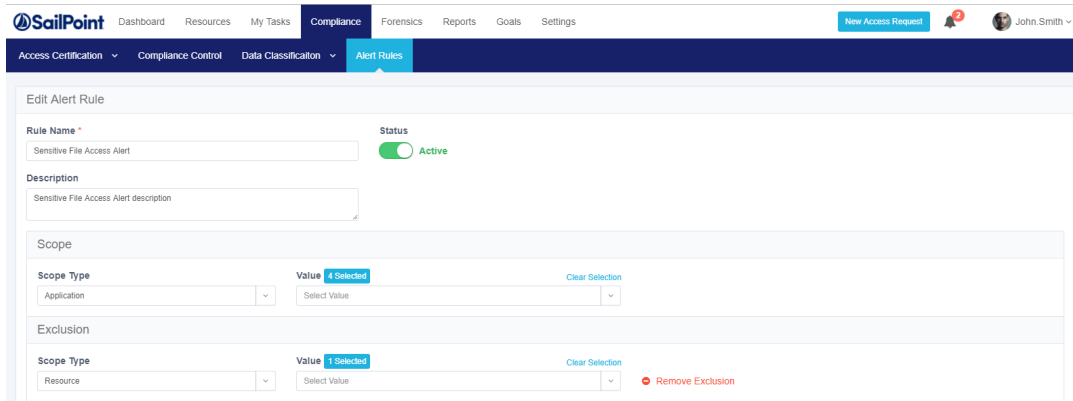 SailPoint Dashboard Resources My Tasks Compliance Forensics Reports Goals Settings New Access Request 2 John.Smith
Access Certification Compliance Control Data Classificaiton Alert Rules
Edit Alert Rule
Rule Name * Status
Sensitive File Access Alert Active
Description
Sensitive File Access Alert description
Scope
Scope Type Value 4 Selected Clear Selection
Application Select Value
Exclusion
Scope Type Value 1 Selected Clear Selection
Resource Select Value Remove Exclusion